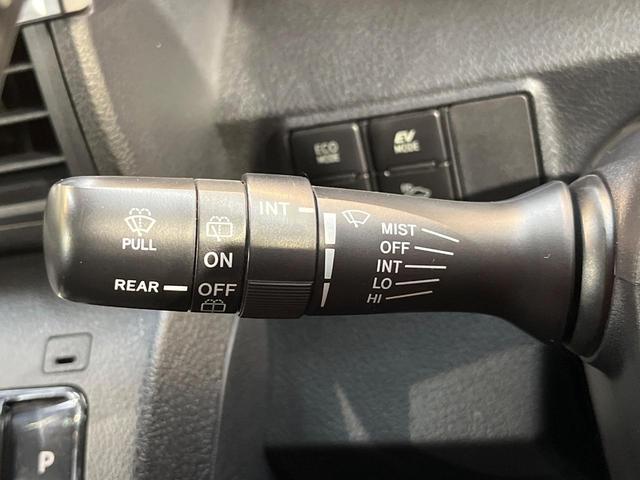 ECO
MODE
EV
MODE
PULL
REAR
ON
OFF
INT
MIST
OFF
INT
LO
HI
P